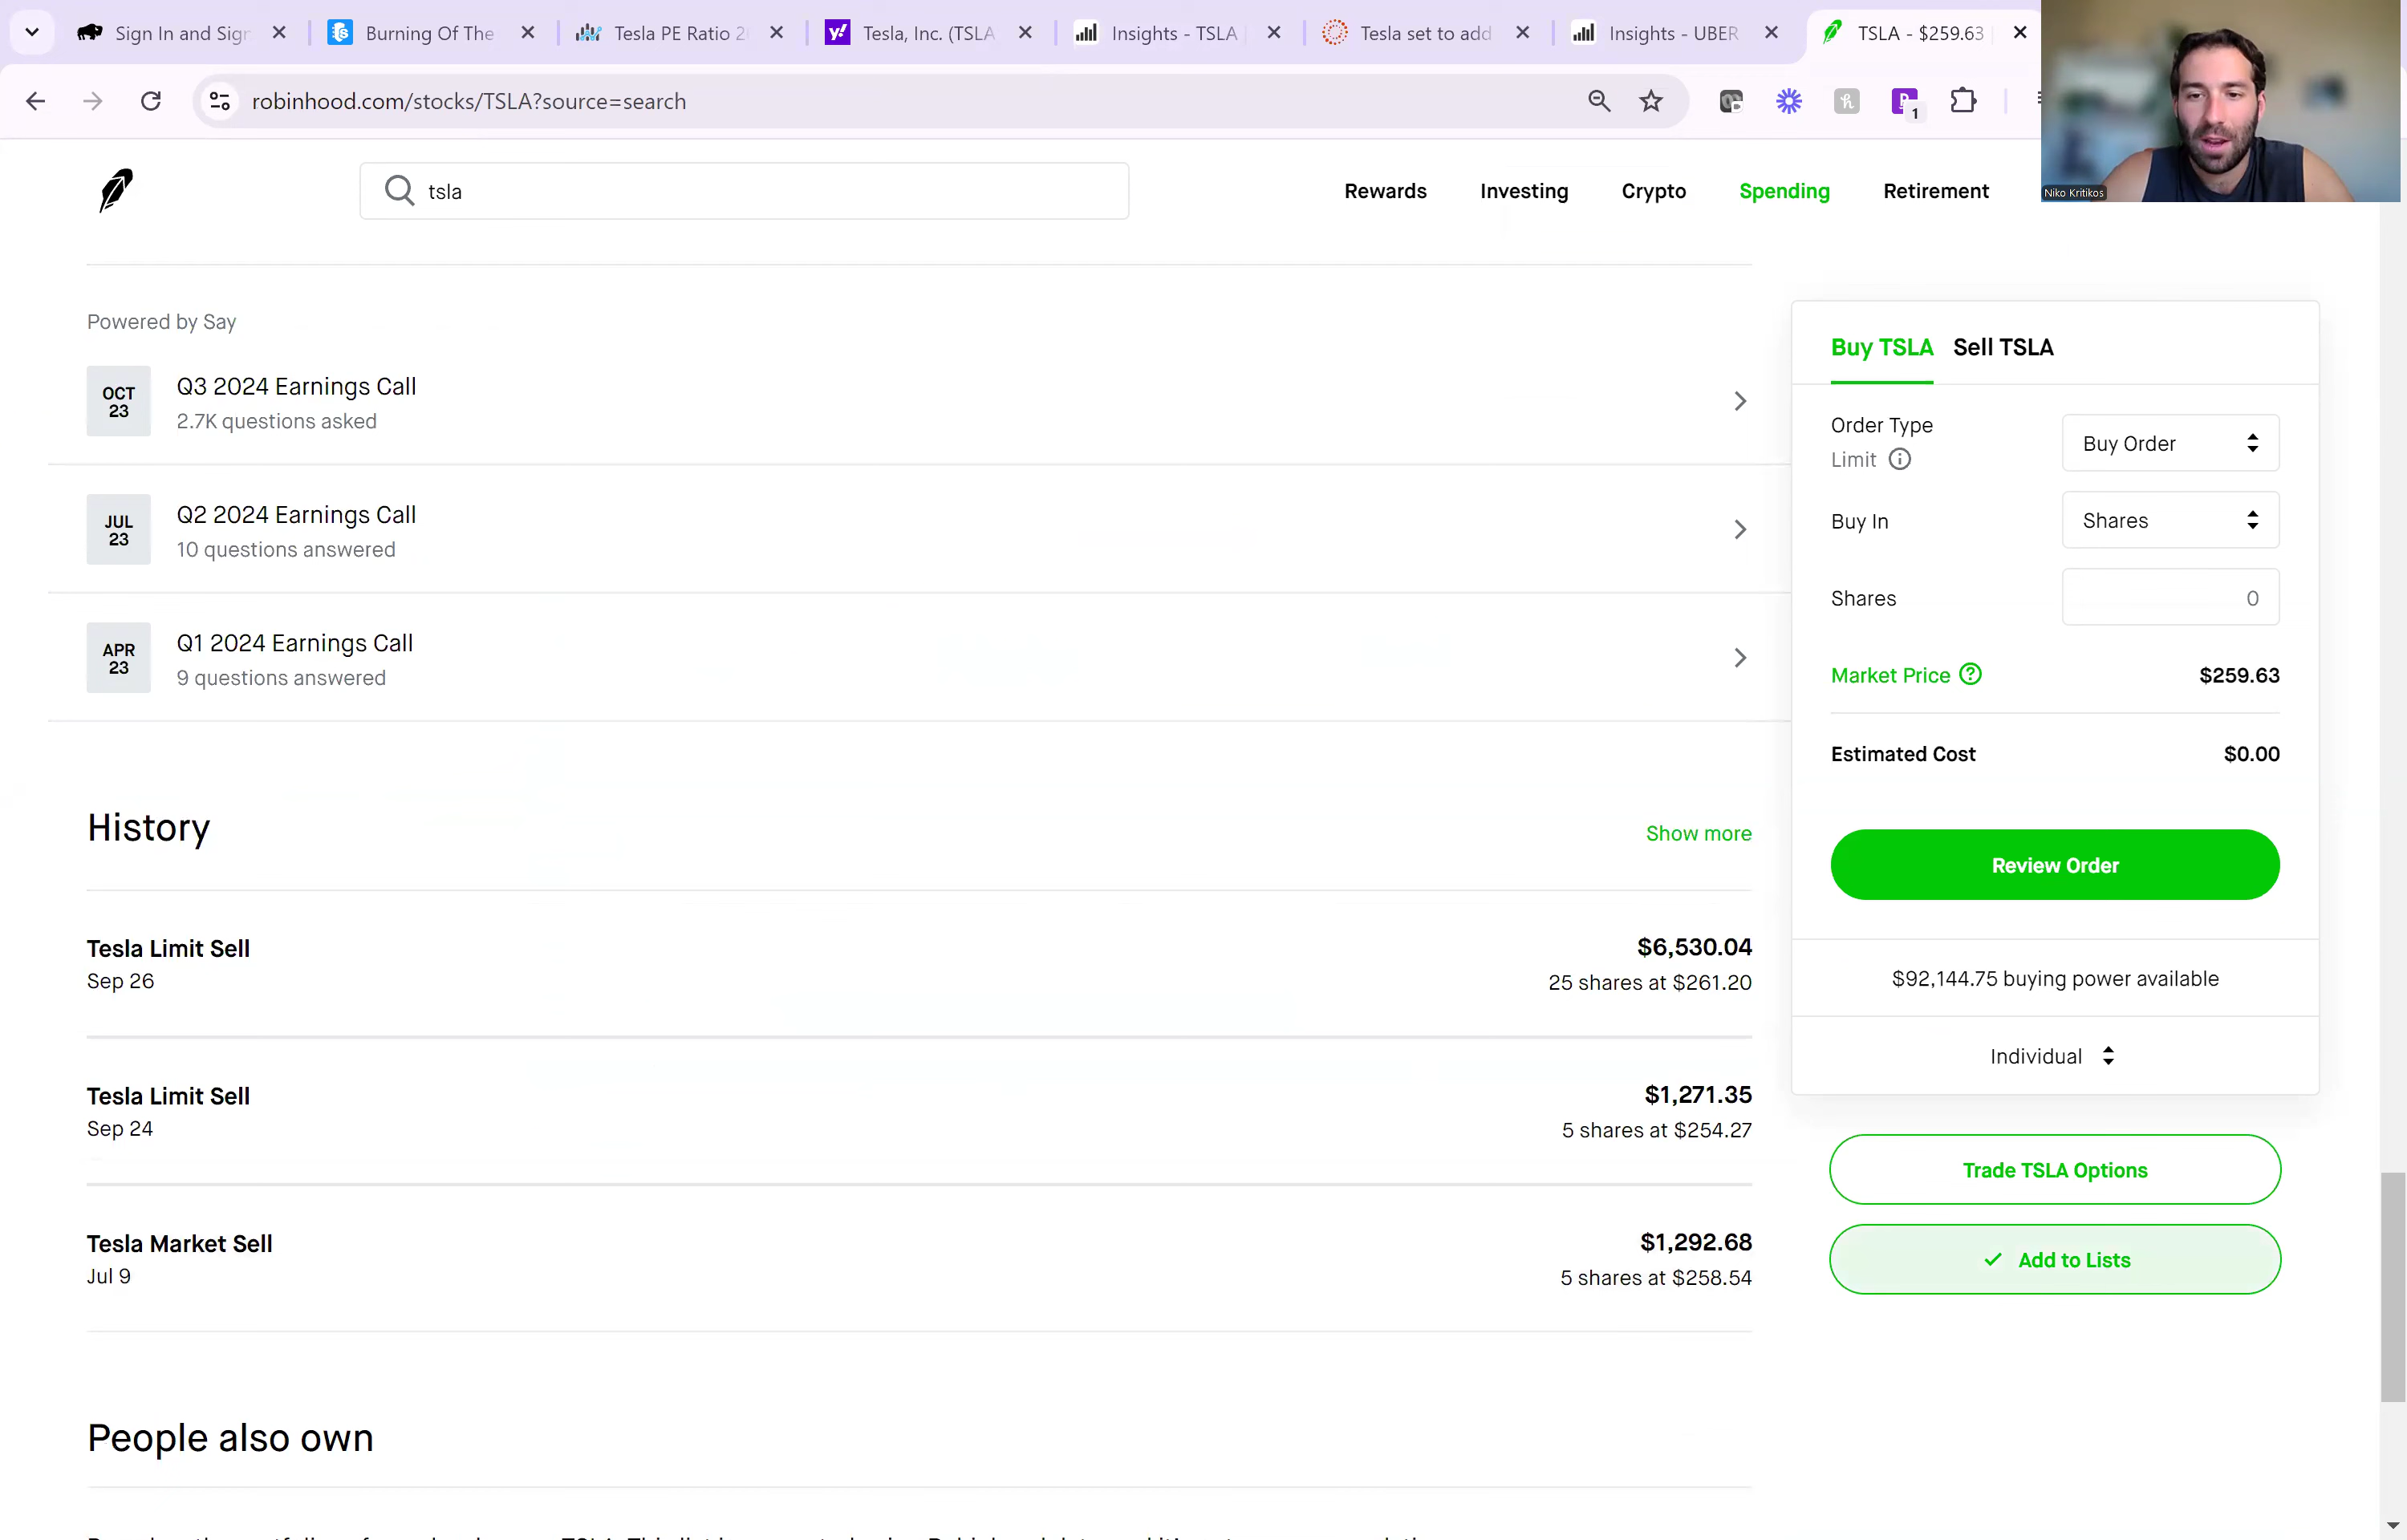 Sign In and Sign
Burning Of The
Tesla PE Ratio 2
Tesla, Inc. (TSLA
Insights - TSLA
Tesla set to add
Insights - UBER
TSLA - $259.63
robinhood.com/stocks/TSLA?source=search
1
Niko Kritikos
tsla
Rewards
Investing
Crypto
Spending
Retirement
Powered by Say
OCT
23
Q3 2024 Earnings Call
2.7K questions asked
JUL
23
Q2 2024 Earnings Call
10 questions answered
APR
23
Q1 2024 Earnings Call
9 questions answered
History
Show more
Tesla Limit Sell
$6,530.04
Sep 26
25 shares at $261.20
Tesla Limit Sell
$1,271.35
Sep 24
5 shares at $254.27
Tesla Market Sell
$1,292.68
Jul 9
5 shares at $258.54
People also own
Buy TSLA
Sell TSLA
Order Type
Limit
Buy Order
Buy In
Shares
Shares
0
Market Price
$259.63
Estimated Cost
$0.00
Review Order
$92,144.75 buying power available
Individual
Trade TSLA Options
Add to Lists